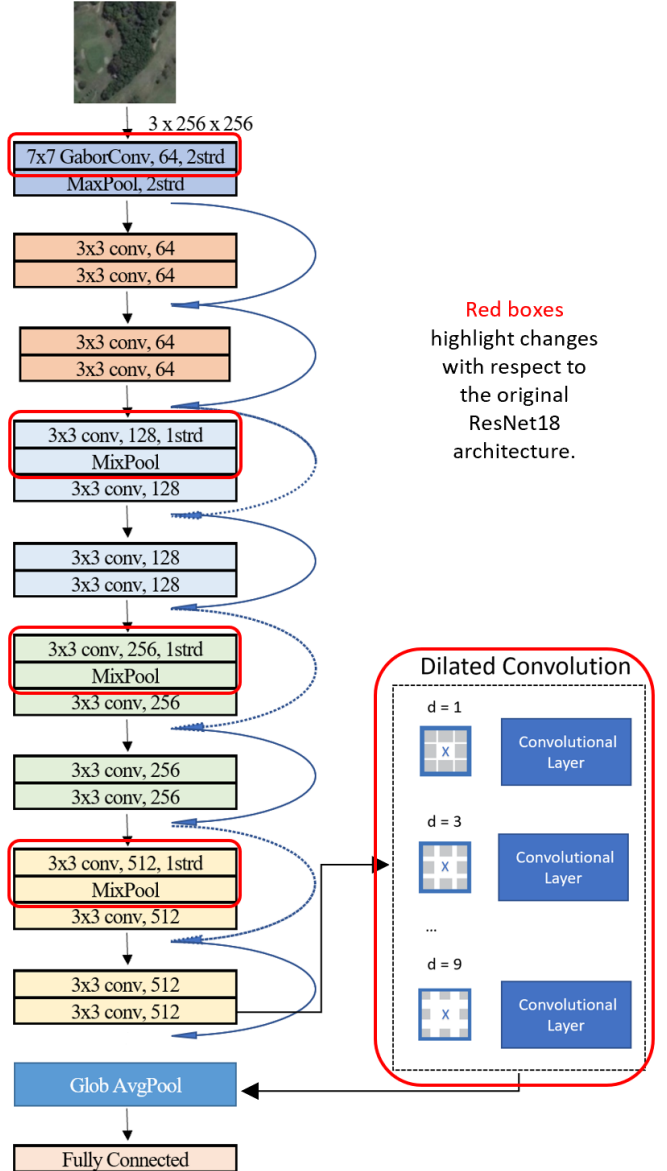 3 x 256 x 256
7x7 GaborConv, 64, 2strd
MaxPool, 2strd
3x3 conv, 64
3x3 conv, 64
3x3 conv, 64
3x3 conv, 64
3x3 conv, 128, 1strd
MixPool
3x3 conv, 128
3x3 conv, 128
3x3 conv, 128
3x3 conv, 256, 1strd
MixPool
3x3 conv, 256
3x3 conv, 256
3x3 conv, 256
3x3 conv, 512, 1strd
MixPool
3x3 conv, 512
3x3 conv, 512
3x3 conv, 512
Glob AvgPool
Fully Connected
Red boxes
highlight changes
with respect to
the original
ResNet18
architecture.
Dilated Convolution
d = 1
X
Convolutional
Layer
d = 3
X
Convolutional
Layer
...
d = 9
X
Convolutional
Layer